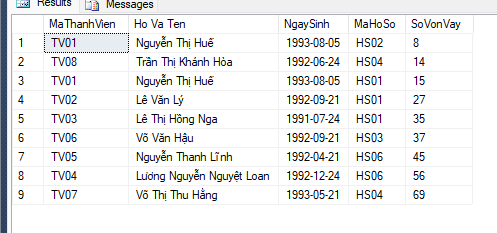 Results Messages
MaThanhVien Ho Va Ten NgaySinh MaHoSo SoVonVay
1 TV01 Nguyễn Thị Huế 1993-08-05 HS02 8
2 TV08 Trần Thị Khánh Hòa 1992-06-24 HS04 14
3 TV01 Nguyễn Thị Huế 1993-08-05 HS01 15
4 TV02 Lê Văn Lý 1992-09-21 HS01 27
5 TV03 Lê Thị Hồng Nga 1991-07-24 HS01 35
6 TV06 Võ Văn Hậu 1992-09-21 HS03 37
7 TV05 Nguyễn Thanh Lĩnh 1992-04-21 HS06 45
8 TV04 Lương Nguyễn Nguyệt Loan 1992-12-24 HS06 56
9 TV07 Võ Thị Thu Hằng 1993-05-21 HS04 69